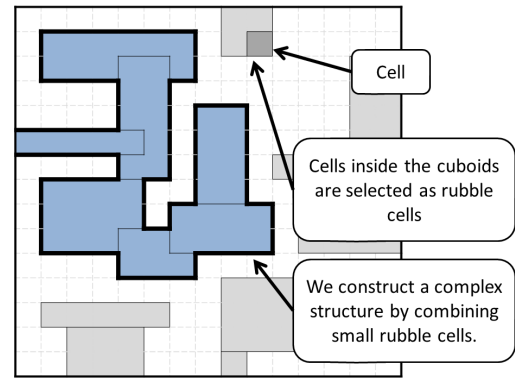 Cell
Cells inside the cuboids
are selected as rubble
cells
We construct a complex
structure by combining
small rubble cells.